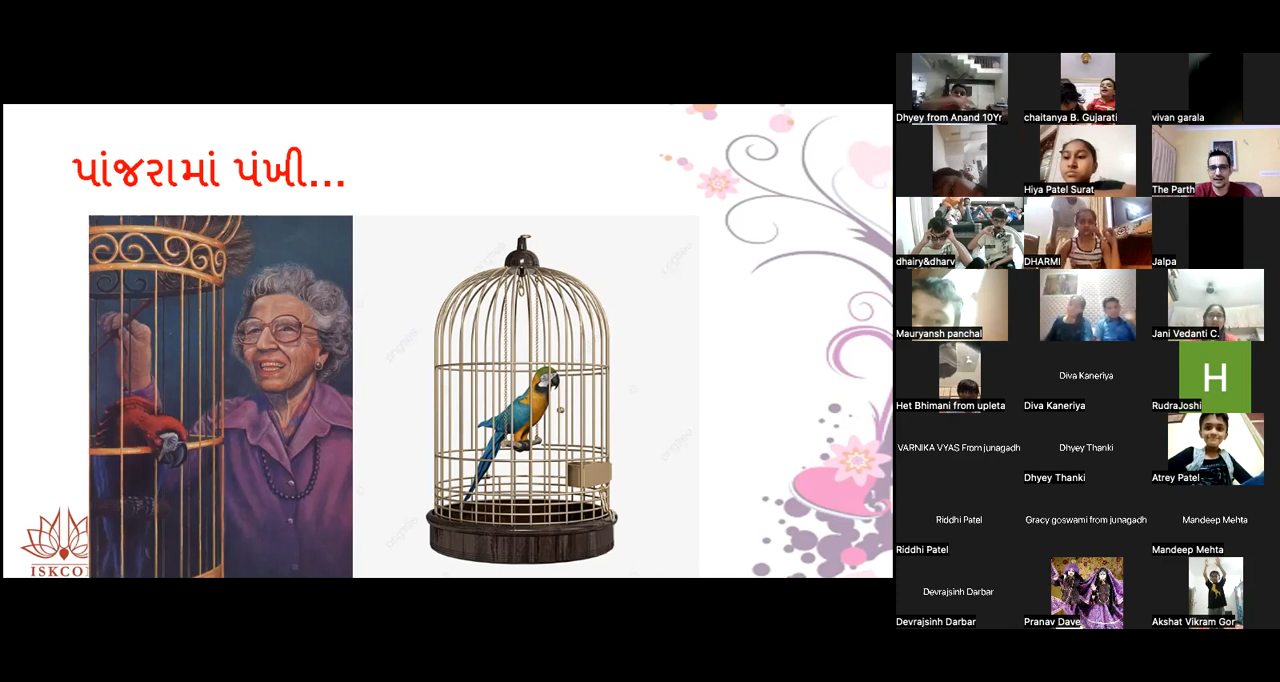 પાંજરામાં પંખી...
ISKCO
Dhyey from Anand 10Yr
chaitanya B. Gujarati
vivan garala
Hiya Patel Surat
The Parth
dhairy&dharv
DHARMI
Jalpa
Mauryansh panchal
Jani Vedanti C.
Het Bhimani from upleta
Diva Kaneriya
Diva Kaneriya
H
RudraJoshi
VARNIKA VYAS From junagadh
Dhyey Thanki
Dhyey Thanki
Atrey Patel
Riddhi Patel
Riddhi Patel
Gracy goswami from junagadh
Mandeep Mehta
Mandeep Mehta
Devrajsinh Darbar
Devrajsinh Darbar
Pranav Dave
Akshat Vikram Gor